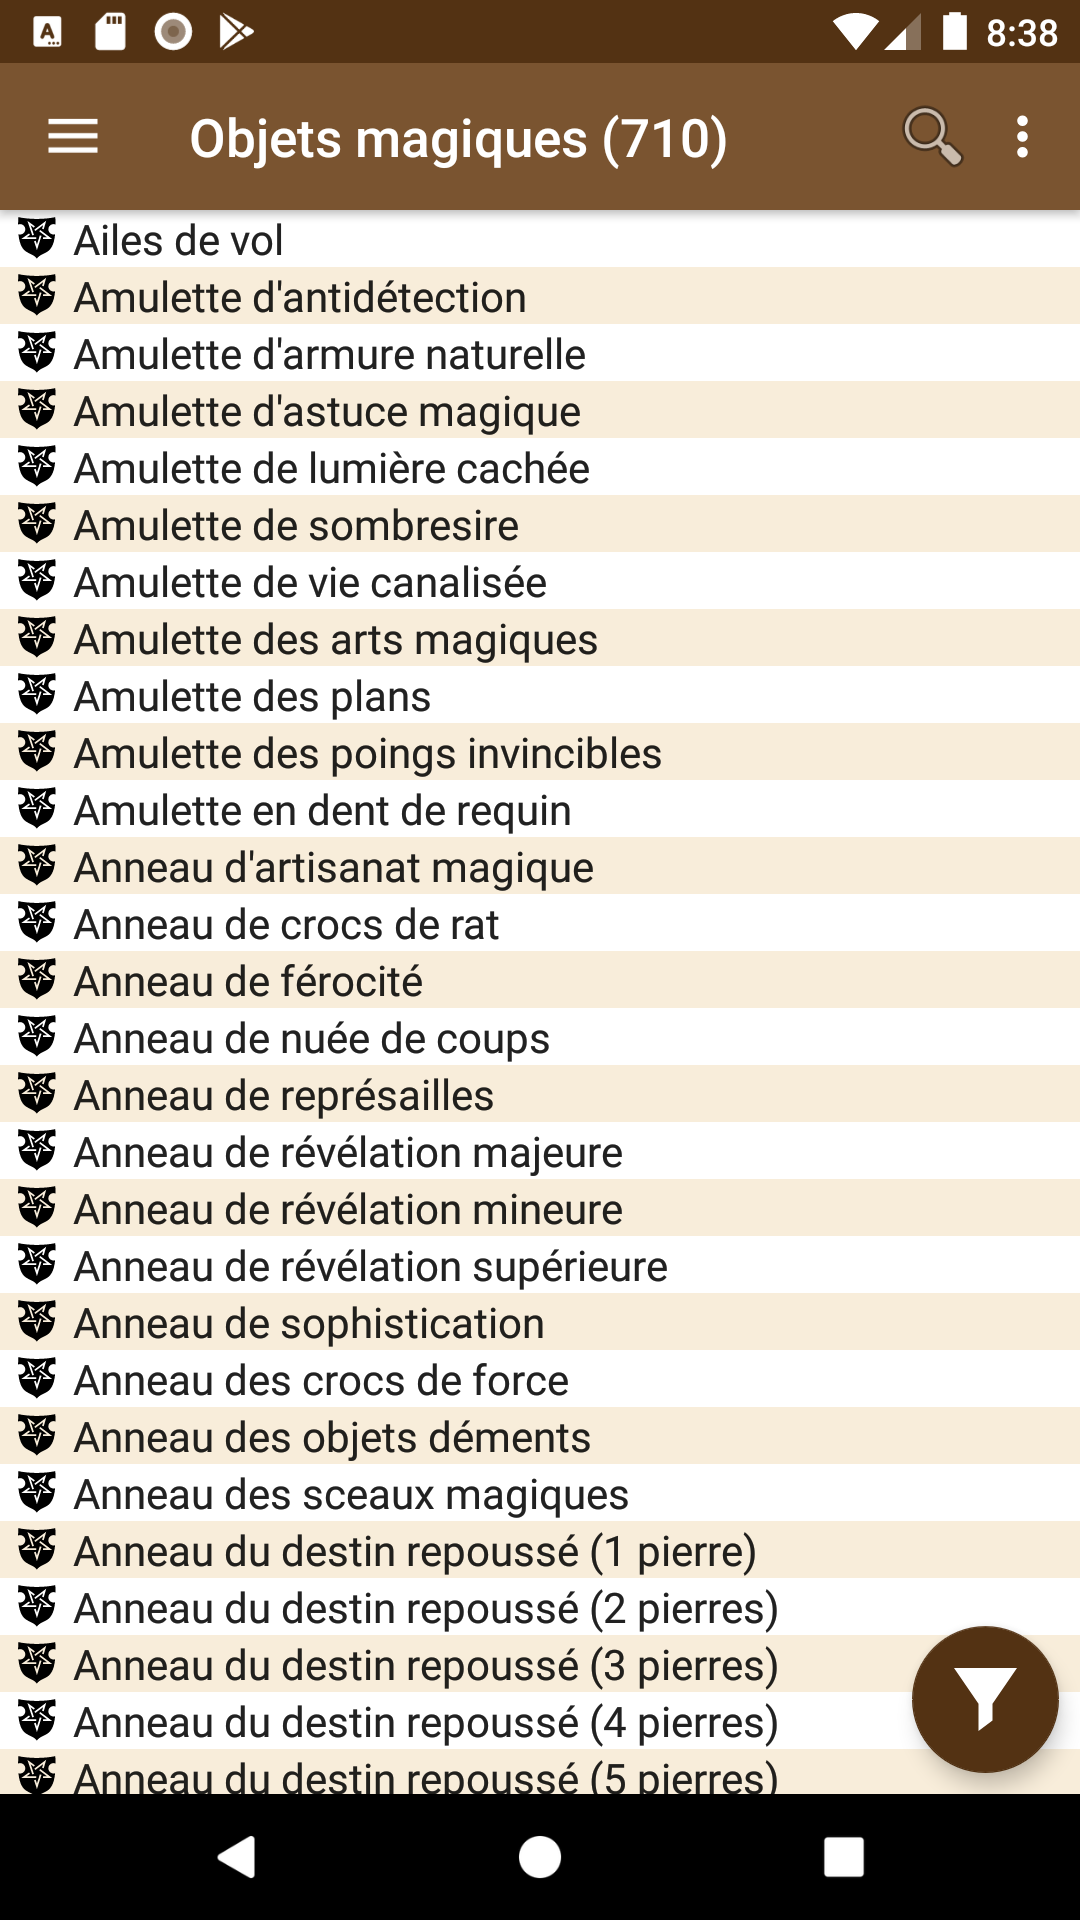 8:38
Objets magiques (710)
Ailes de vol
Amulette d'antidétection
Amulette d'armure naturelle
Amulette d'astuce magique
Amulette de lumière cachée
Amulette de sombresire
Amulette de vie canalisée
Amulette des arts magiques
Amulette des plans
Amulette des poings invincibles
Amulette en dent de requin
Anneau d'artisanat magique
Anneau de crocs de rat
Anneau de férocité
Anneau de nuée de coups
Anneau de représailles
Anneau de révélation majeure
Anneau de révélation mineure
Anneau de révélation supérieure
Anneau de sophistication
Anneau des crocs de force
Anneau des objets déments
Anneau des sceaux magiques
Anneau du destin repoussé (1 pierre)
Anneau du destin repoussé (2 pierres)
Anneau du destin repoussé (3 pierres)
Anneau du destin repoussé (4 pierres)
Anneau du destin repoussé (5 pierres)